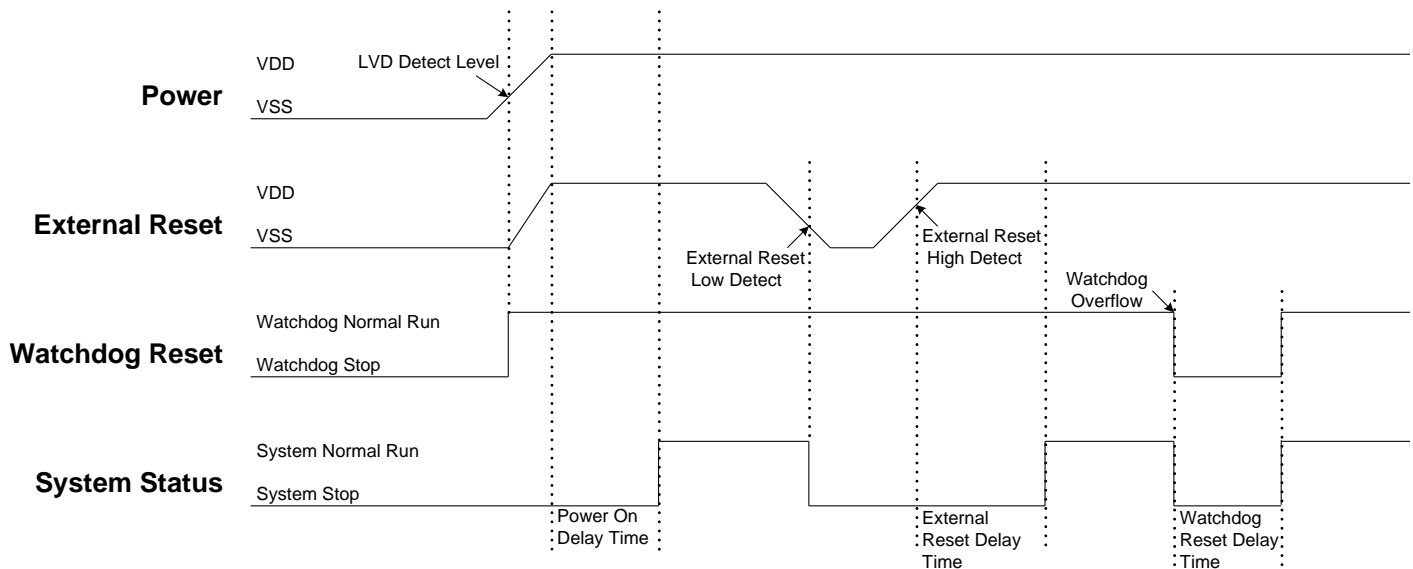 VDD
LVD Detect Level
Power
VSS
VDD
External Reset
VSS
External Reset
Low Detect
External Reset
High Detect
Watchdog
Overflow
Watchdog Normal Run
Watchdog Reset
Watchdog Stop
System Normal Run
System Status
System Stop
Power On
Delay Time
External
Reset Delay
Time
Watchdog
Reset Delay
Time